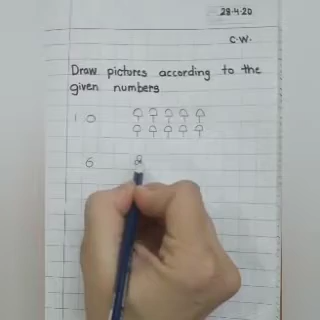 28.4.20
C.W.
Draw pictures according to the
given numbers
10
6